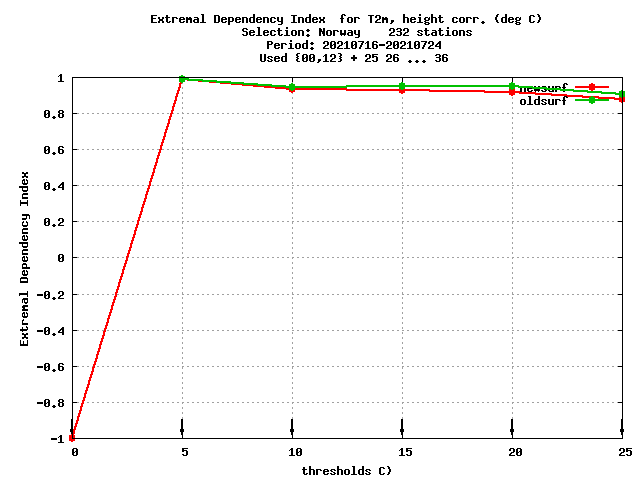 Extremal Dependency Index  for T2m, height corr. (deg C)
Selection: Norway    232 stations
Period: 20210716-20210724
Used {00,12} + 25 26 ... 36
newsurf
oldsurf
Extremal Dependency Index
1
0.8
0.6
0.4
0.2
0
-0.2
-0.4
-0.6
-0.8
-1
0 5 10 15 20 25
thresholds C)